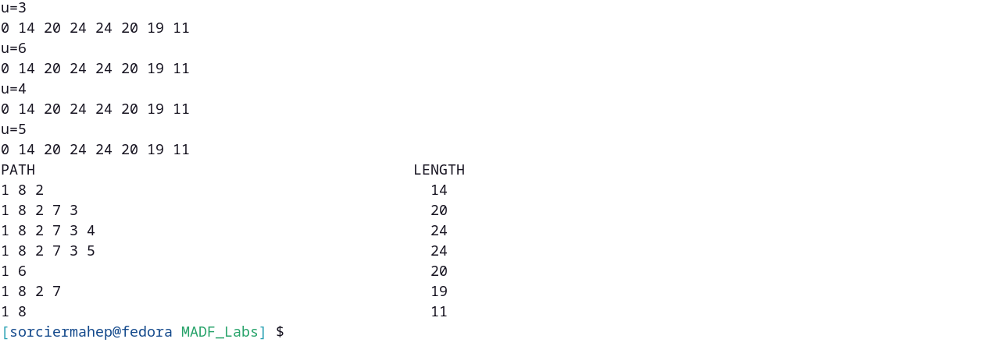 u=3
0 14 20 24 24 20 19 11
u=6
0 14 20 24 24 20 19 11
u=4
0 14 20 24 24 20 19 11
u=5
0 14 20 24 24 20 19 11
PATH LENGTH
1 8 2 14
1 8 2 7 3 20
1 8 2 7 3 4 24
1 8 2 7 3 5 24
1 6 20
1 8 2 7 19
1 8 11
[sorciermahep@fedora MADF_Labs] $